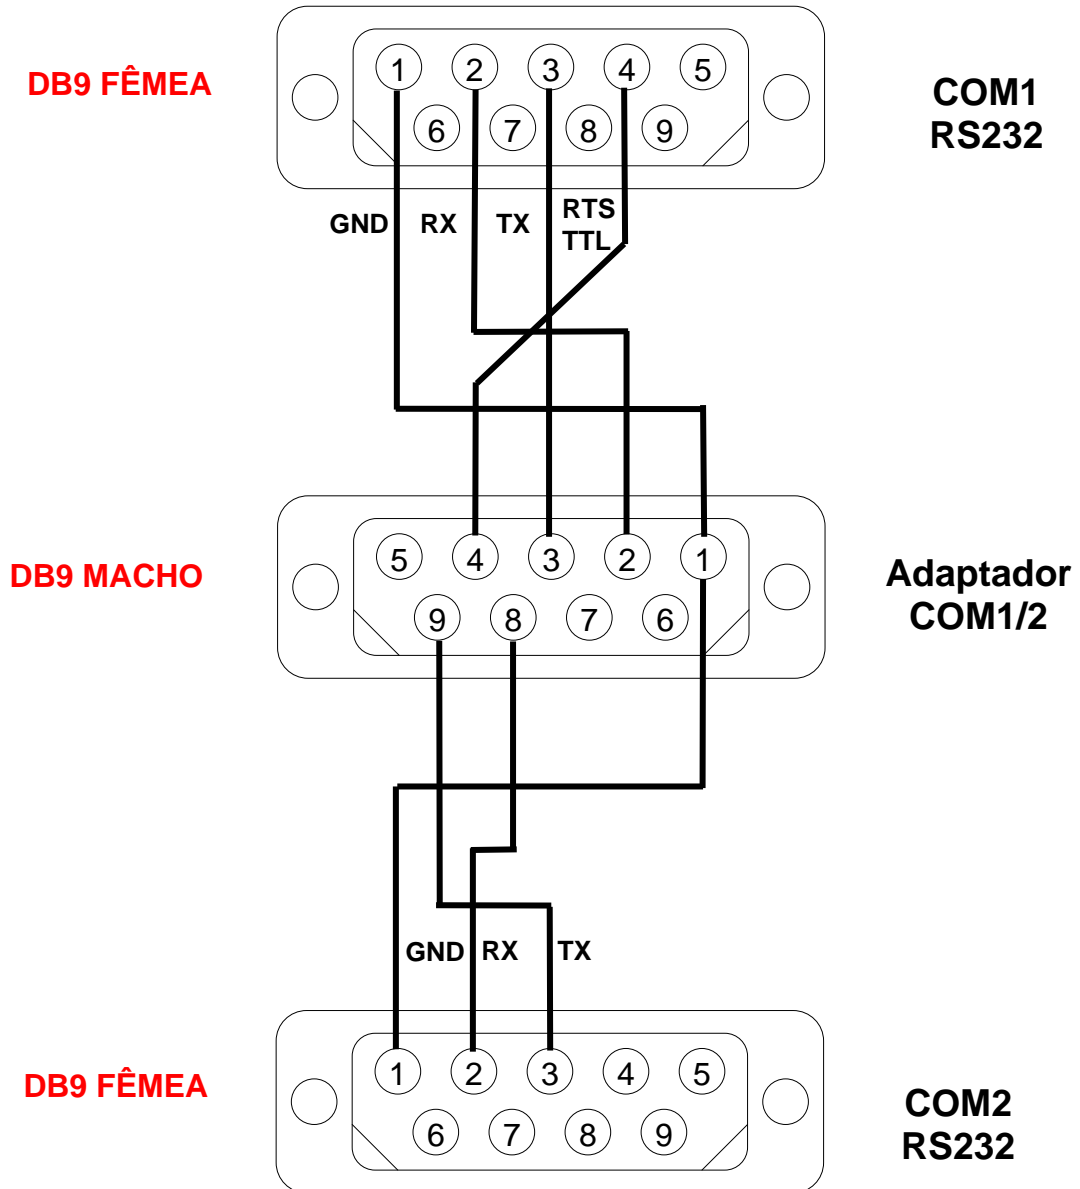 DB9 FÊMEA
1 2 3 4 5
6 7 8 9
COM1
RS232
GND RX TX RTS
TTL
DB9 MACHO
5 4 3 2 1
9 8 7 6
Adaptador
COM1/2
GND RX TX
DB9 FÊMEA
1 2 3 4 5
6 7 8 9
COM2
RS232